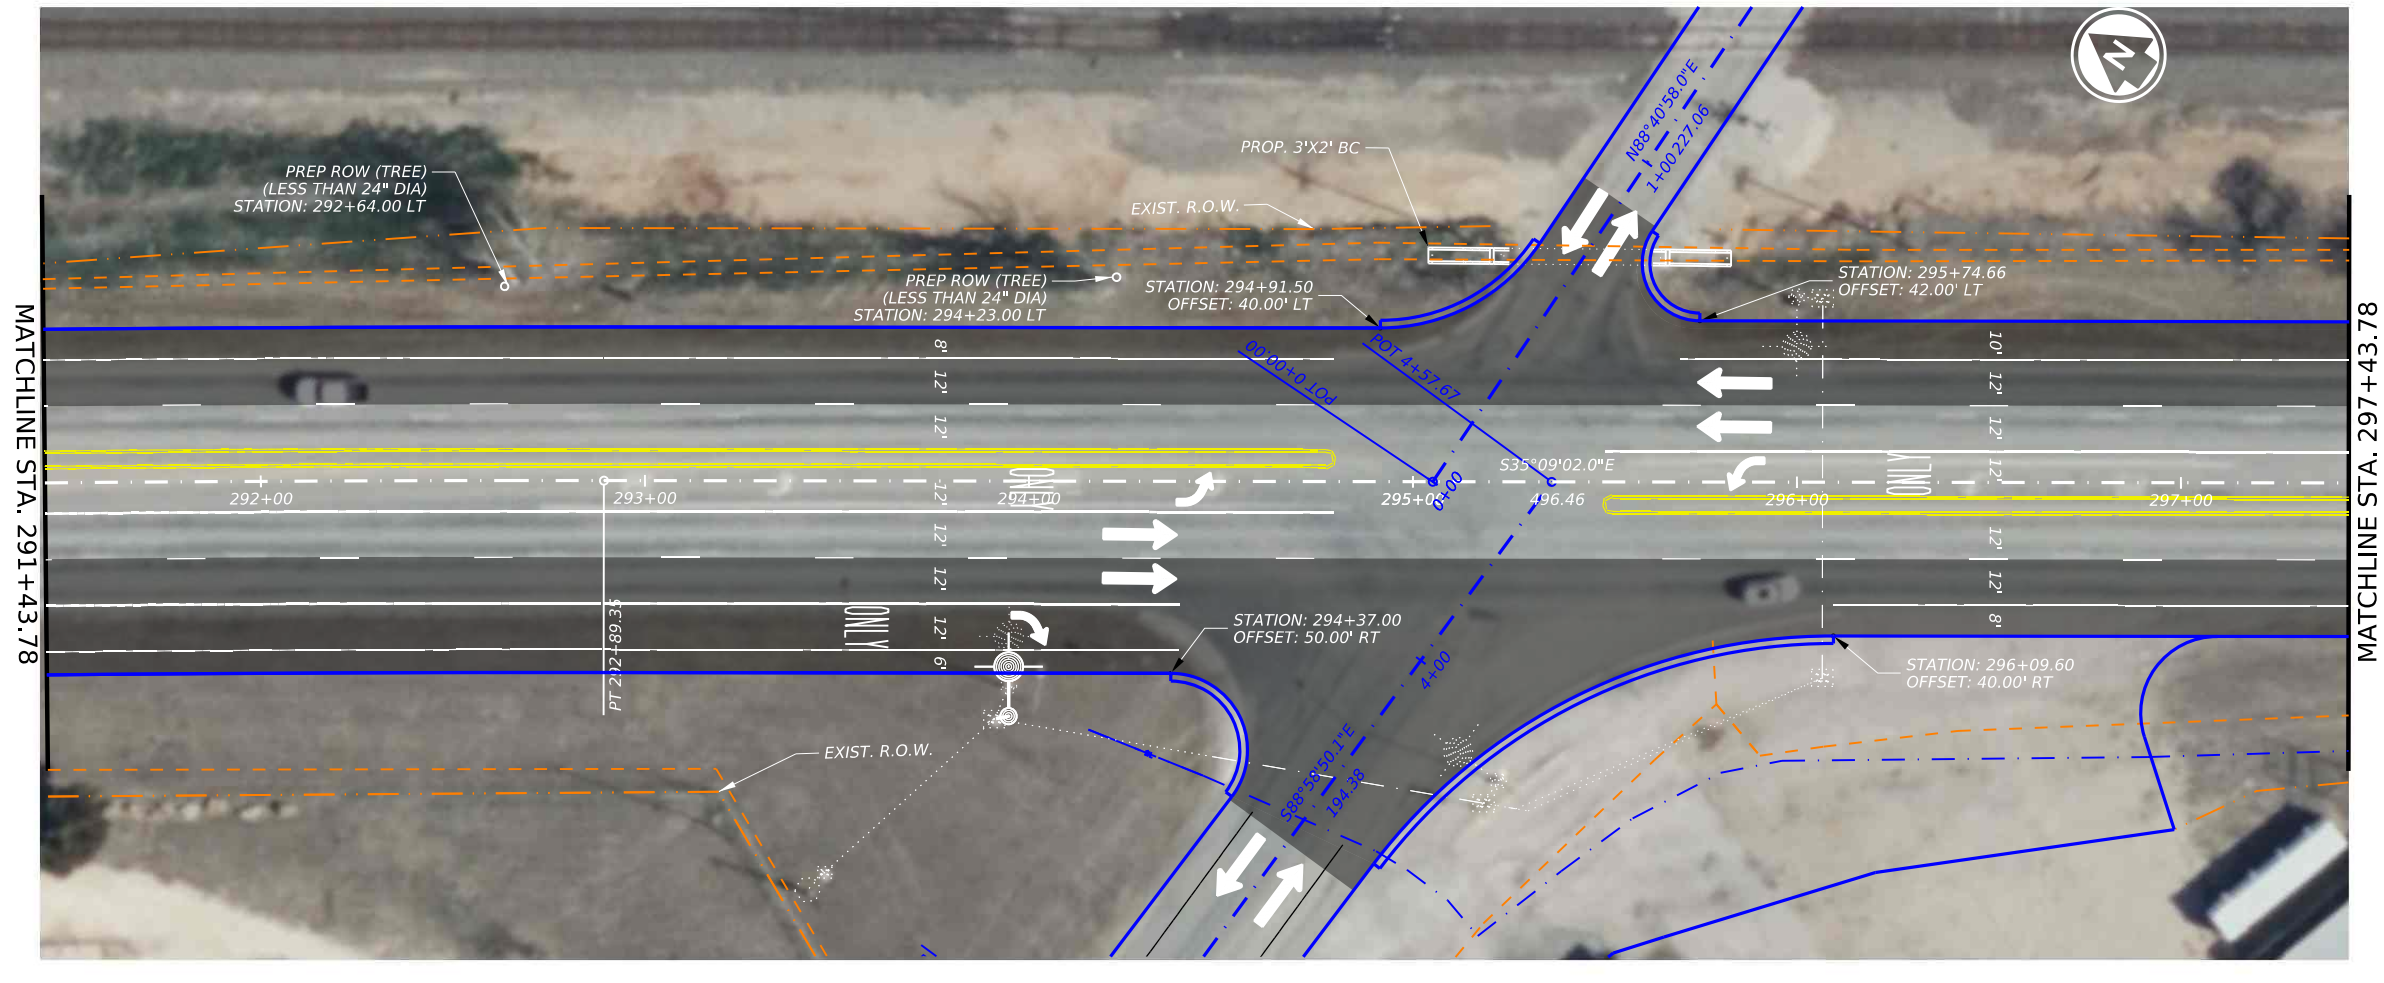 N
N88°40'58.0"E
1+00 227.06
PROP. 3'X2' BC
PREP ROW (TREE)
(LESS THAN 24" DIA)
STATION: 292+64.00 LT
EXIST. R.O.W.
PREP ROW (TREE)
(LESS THAN 24" DIA)
STATION: 294+23.00 LT
STATION: 294+91.50
OFFSET: 40.00' LT
STATION: 295+74.66
OFFSET: 42.00' LT
MATCHLINE STA. 291+43.78
MATCHLINE STA. 297+43.78
8'
12'
12'
12'
12'
12'
12'
6'
10'
12'
12'
12'
12'
12'
8'
POT 0+00.00
POT 4+57.67
S35°09'02.0"E
496.46
292+00
293+00
294+00
295+00
296+00
297+00
0+00
ONLY
ONLY
ONLY
PT 292+89.35
STATION: 294+37.00
OFFSET: 50.00' RT
4+00
STATION: 296+09.60
OFFSET: 40.00' RT
EXIST. R.O.W.
S88°58'50.1"E
194.38